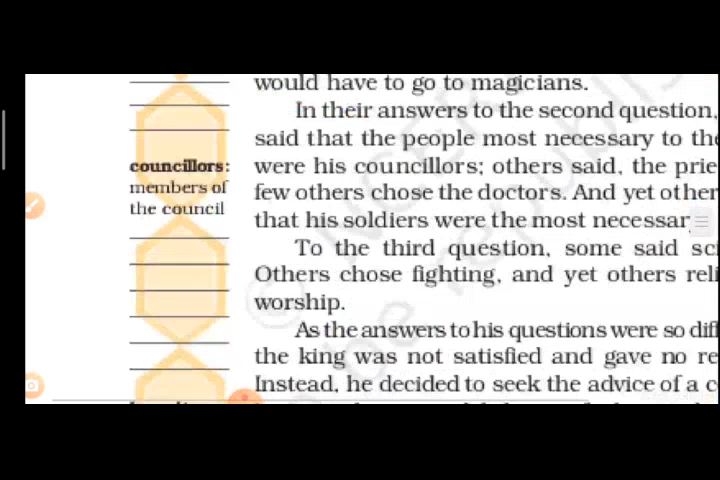 would have to go to magicians.
In their answers to the second question,
said that the people most necessary to the
councillors:
members of
the council
were his councillors; others said, the prie
few others chose the doctors. And yet other
that his soldiers were the most necessar
To the third question, some said sc
Others chose fighting, and yet others reli
worship.
As the answers to his questions were so diff
the king was not satisfied and gave no re
Instead, he decided to seek the advice of a c